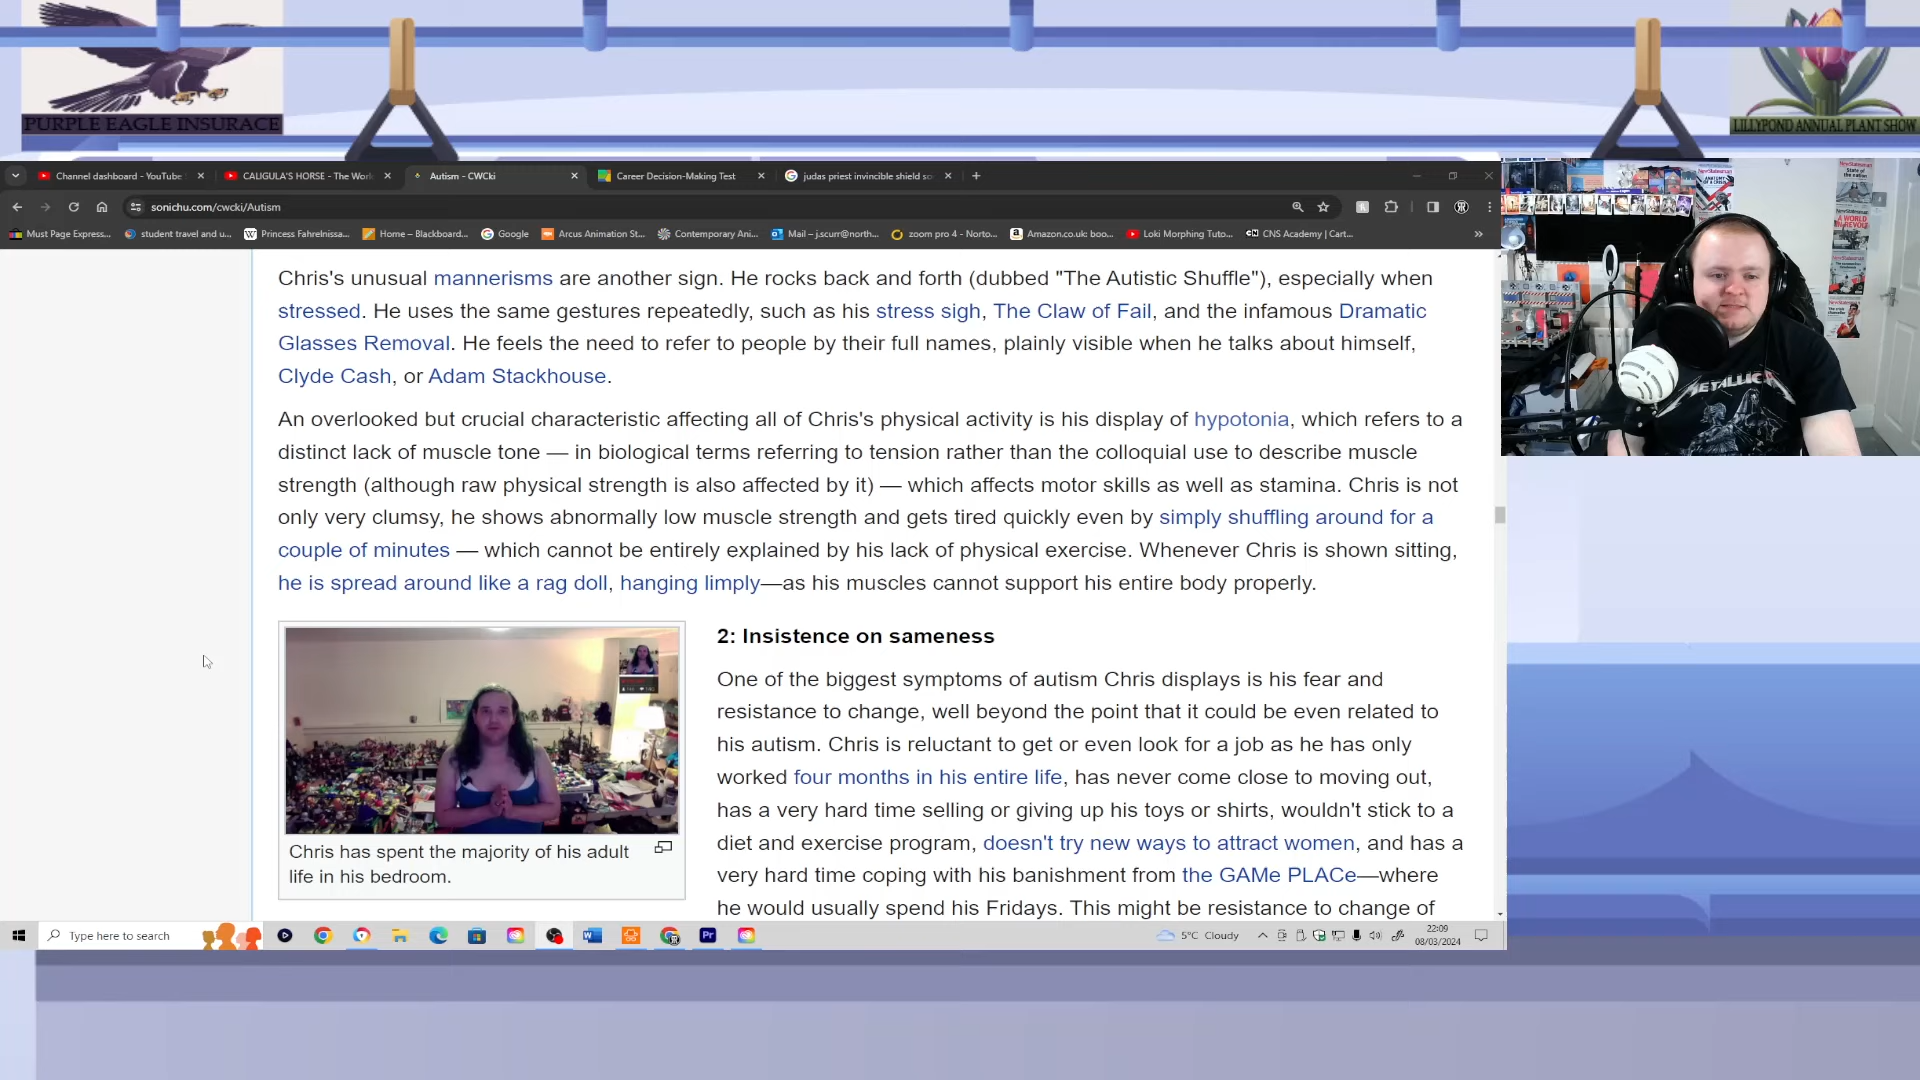 PURPLE EAGLE INSURACE
LILLYPOND ANNUAL PLANT SHOW
Channel dashboard - YouTube
CALIGULA'S HORSE - The Worl
Autism - CWCki
Career Decision-Making Test
judas priest invincible shield so
sonichu.com/cwcki/Autism
Must Page Express...
student travel and u...
Princess Fahrelnissa...
Home – Blackboard...
Google
Arcus Animation St...
Contemporary Ani...
Mail – j.scurr@north...
zoom pro 4 - Norto...
Amazon.co.uk: boo...
Loki Morphing Tuto...
CNS Academy | Cart...
Chris's unusual mannerisms are another sign. He rocks back and forth (dubbed "The Autistic Shuffle"), especially when
stressed. He uses the same gestures repeatedly, such as his stress sigh, The Claw of Fail, and the infamous Dramatic
Glasses Removal. He feels the need to refer to people by their full names, plainly visible when he talks about himself,
Clyde Cash, or Adam Stackhouse.
An overlooked but crucial characteristic affecting all of Chris's physical activity is his display of hypotonia, which refers to a
distinct lack of muscle tone — in biological terms referring to tension rather than the colloquial use to describe muscle
strength (although raw physical strength is also affected by it) — which affects motor skills as well as stamina. Chris is not
only very clumsy, he shows abnormally low muscle strength and gets tired quickly even by simply shuffling around for a
couple of minutes — which cannot be entirely explained by his lack of physical exercise. Whenever Chris is shown sitting,
he is spread around like a rag doll, hanging limply—as his muscles cannot support his entire body properly.
2: Insistence on sameness
One of the biggest symptoms of autism Chris displays is his fear and
resistance to change, well beyond the point that it could be even related to
his autism. Chris is reluctant to get or even look for a job as he has only
worked four months in his entire life, has never come close to moving out,
has a very hard time selling or giving up his toys or shirts, wouldn't stick to a
diet and exercise program, doesn't try new ways to attract women, and has a
very hard time coping with his banishment from the GAMe PLACe—where
he would usually spend his Fridays. This might be resistance to change of
Chris has spent the majority of his adult
life in his bedroom.
Type here to search
5°C Cloudy
22:09
08/03/2024
METALLICA
NewStatesman
State of
the nation
A WORLD
IN REVOLT